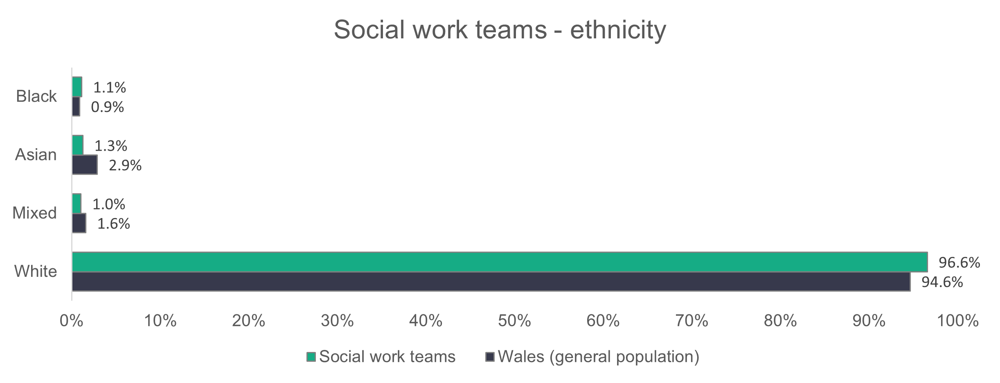 Social work teams - ethnicity
Black
1.1%
0.9%
Asian
1.3%
2.9%
Mixed
1.0%
1.6%
White
96.6%
94.6%
0% 10% 20% 30% 40% 50% 60% 70% 80% 90% 100%
Social work teams Wales (general population)